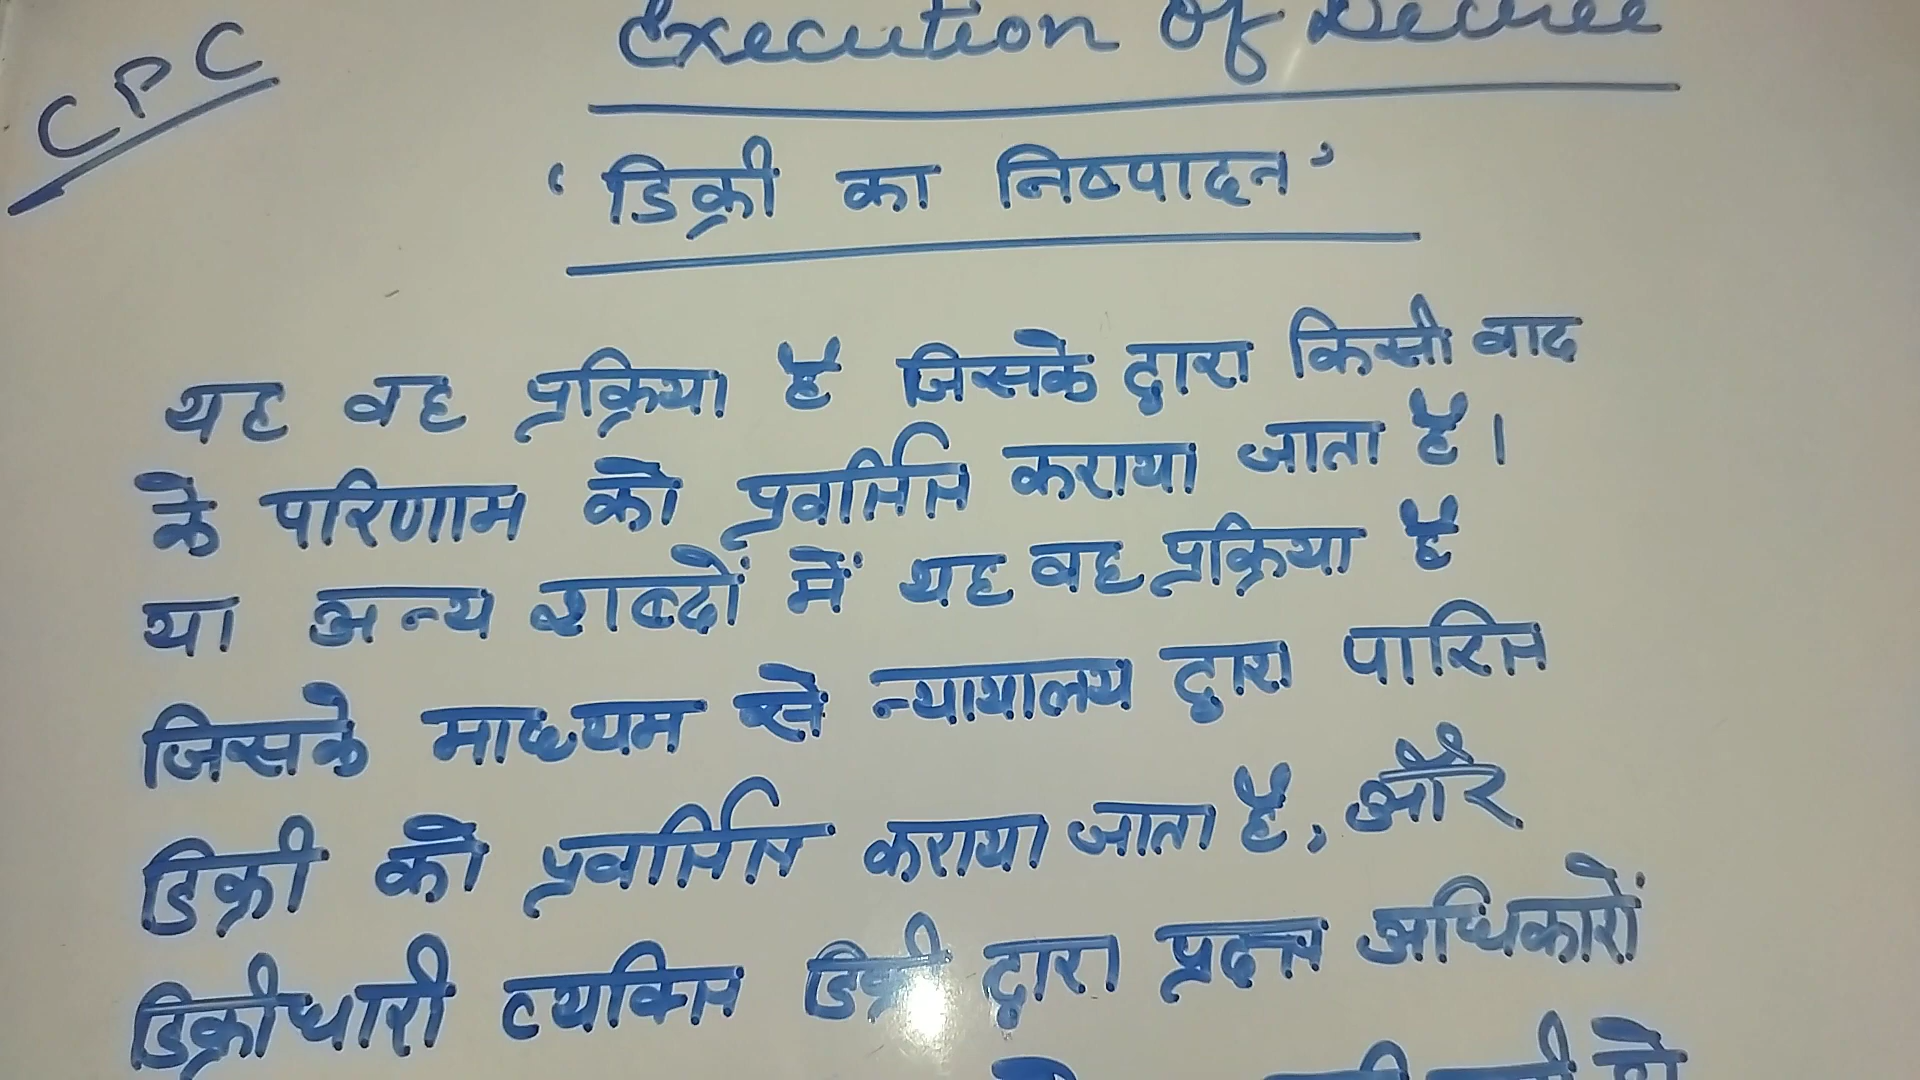 CPC
Execution Of Decree
‘डिक्री का निष्पादन’
यह वह प्रक्रिया है जिसके द्वारा किसी वाद
के परिणाम को प्रवर्तित कराया जाता है।
या अन्य शब्दों में यह वह प्रक्रिया है
जिसके माध्यम से न्यायालय द्वारा पारित
डिक्री को प्रवर्तित कराया जाता है, और
डिक्रीधारी व्यक्ति डिक्री द्वारा प्रदत्त अधिकारों